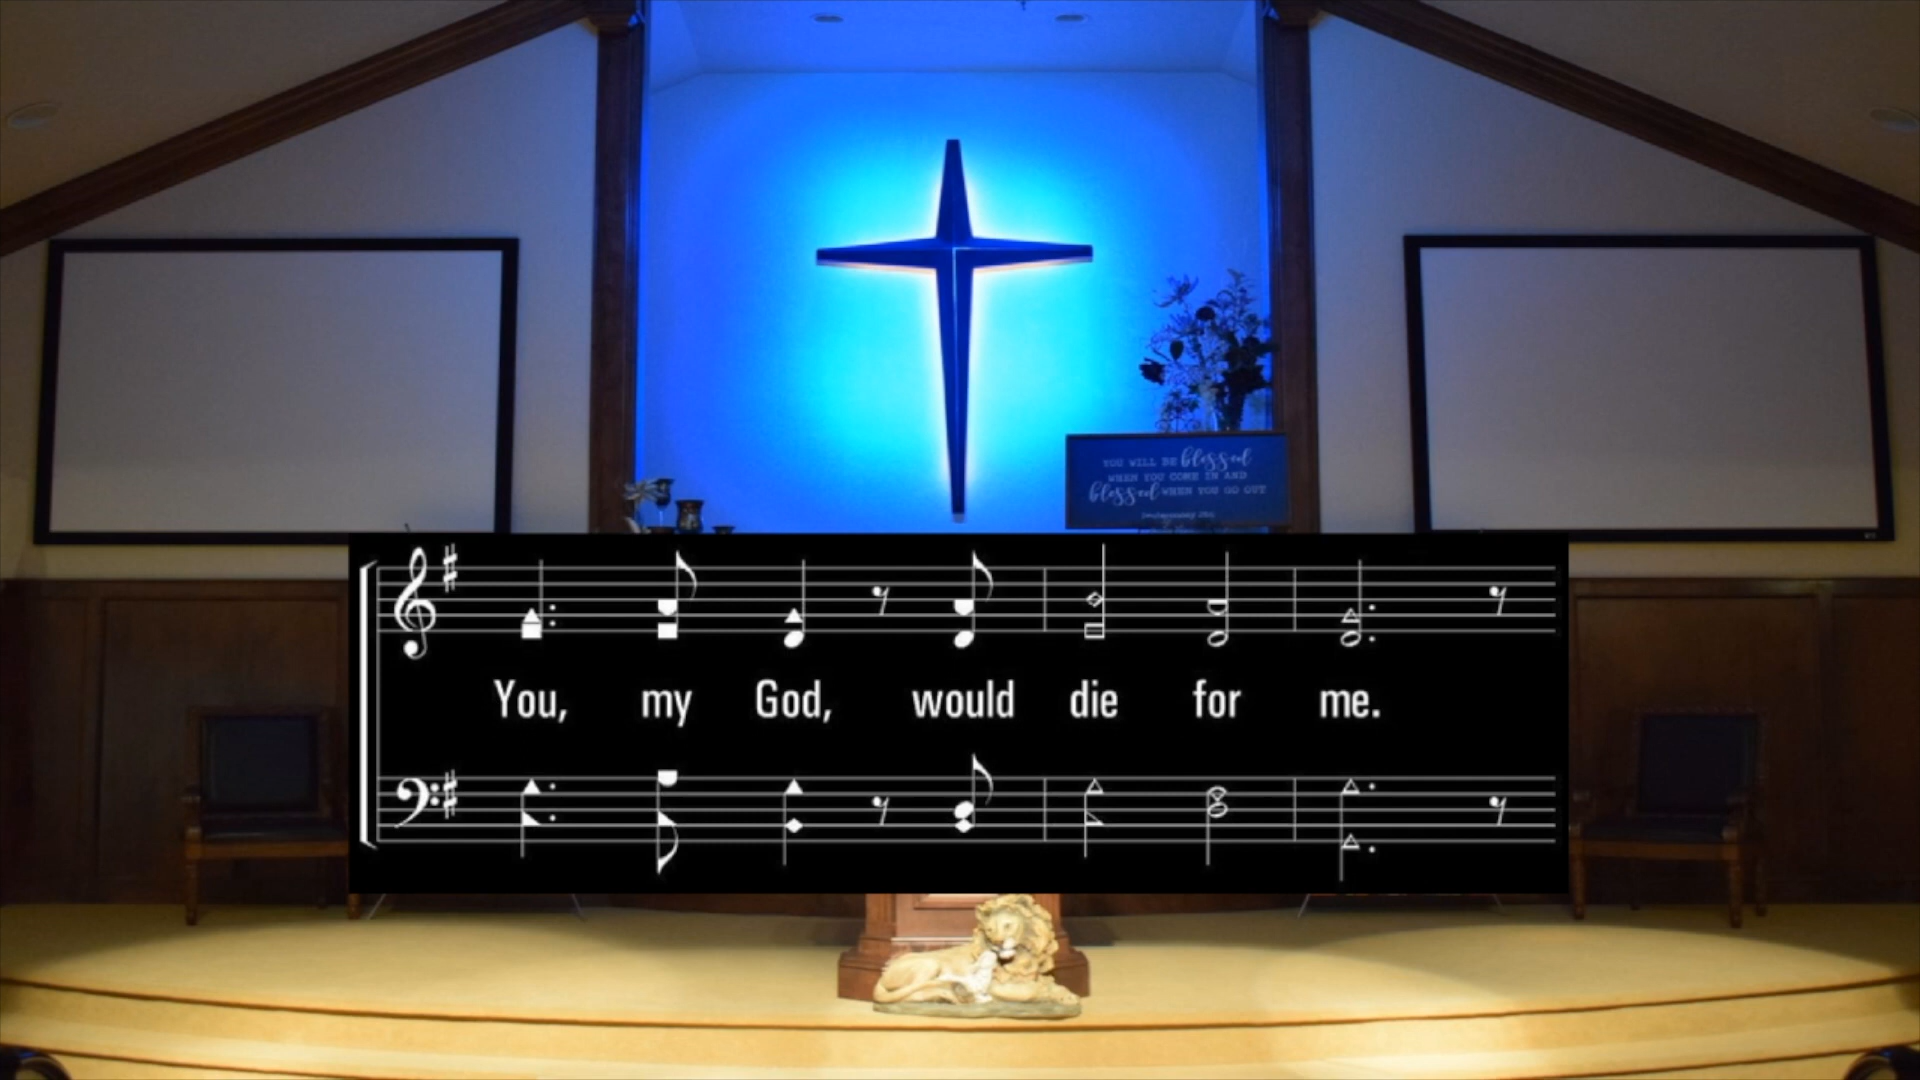 YOU WILL BE blessed
WHEN YOU COME IN AND
blessed WHEN YOU GO OUT
You, my God, would die for me.